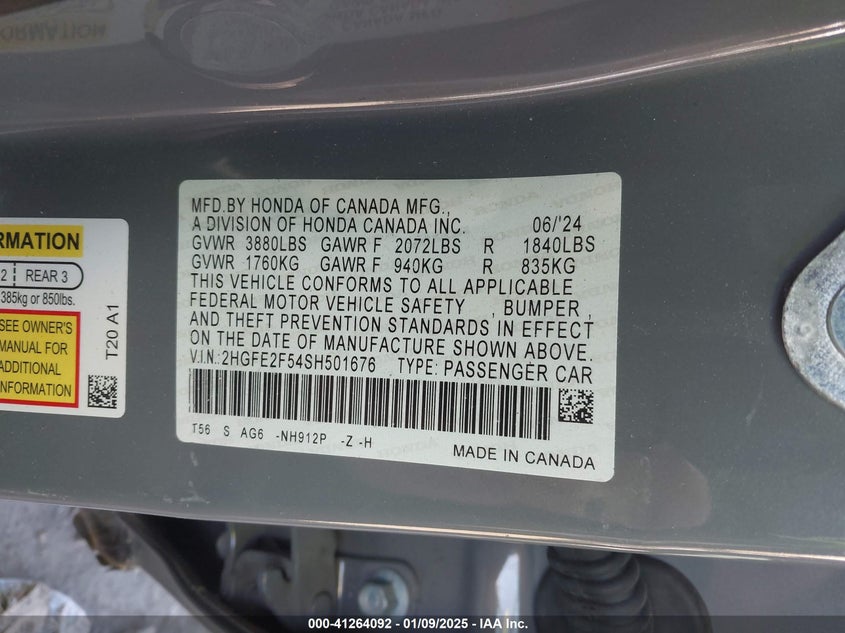 RMATION
2 REAR 3
385kg or 850lbs.
SEE OWNER'S
MANUAL FOR
ADDITIONAL
INFORMATION
T20 A1
MFD.BY HONDA OF CANADA MFG.,
A DIVISION OF HONDA CANADA INC. 06/'24
GVWR 3880LBS GAWR F 2072LBS R 1840LBS
GVWR 1760KG GAWR F 940KG R 835KG
THIS VEHICLE CONFORMS TO ALL APPLICABLE
FEDERAL MOTOR VEHICLE SAFETY , BUMPER ,
AND THEFT PREVENTION STANDARDS IN EFFECT
ON THE DATE OF MANUFACTURE SHOWN ABOVE.
V.I.N.:2HGFE2F54SH501676 TYPE: PASSENGER CAR
T56 S AG6 -NH912P -Z -H
MADE IN CANADA
000-41264092 - 01/09/2025 - IAA Inc.